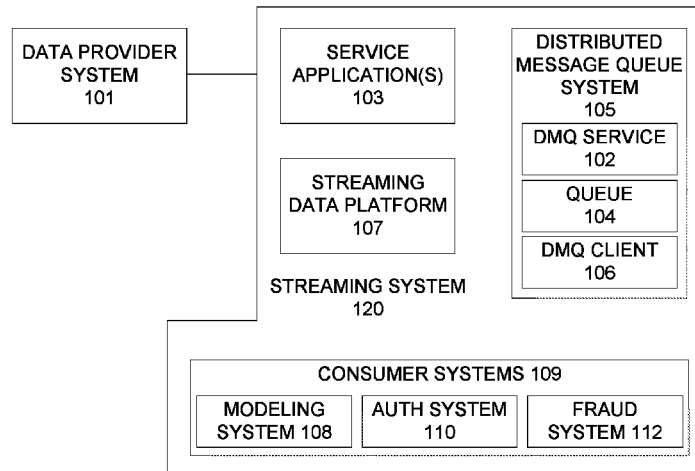 DATA PROVIDER
SYSTEM
101
SERVICE
APPLICATION(S)
103
DISTRIBUTED
MESSAGE QUEUE
SYSTEM
105
DMQ SERVICE
102
QUEUE
104
DMQ CLIENT
106
STREAMING
DATA PLATFORM
107
STREAMING SYSTEM
120
CONSUMER SYSTEMS 109
MODELING
SYSTEM 108
AUTH SYSTEM
110
FRAUD
SYSTEM 112